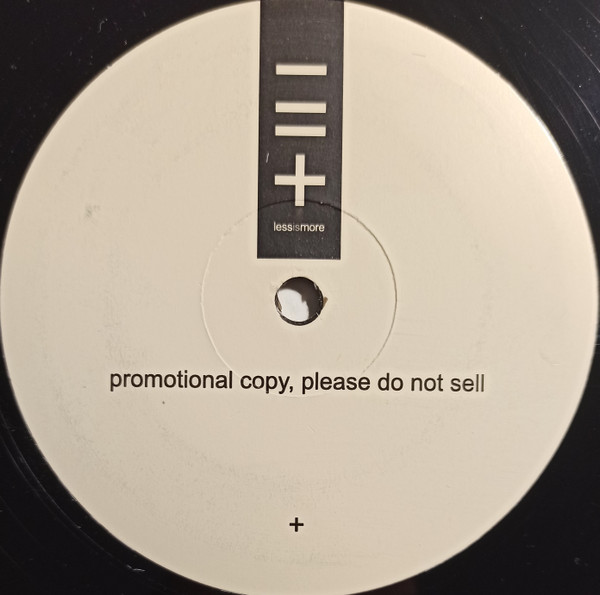 –
=
+
lessismore
promotional copy, please do not sell
+